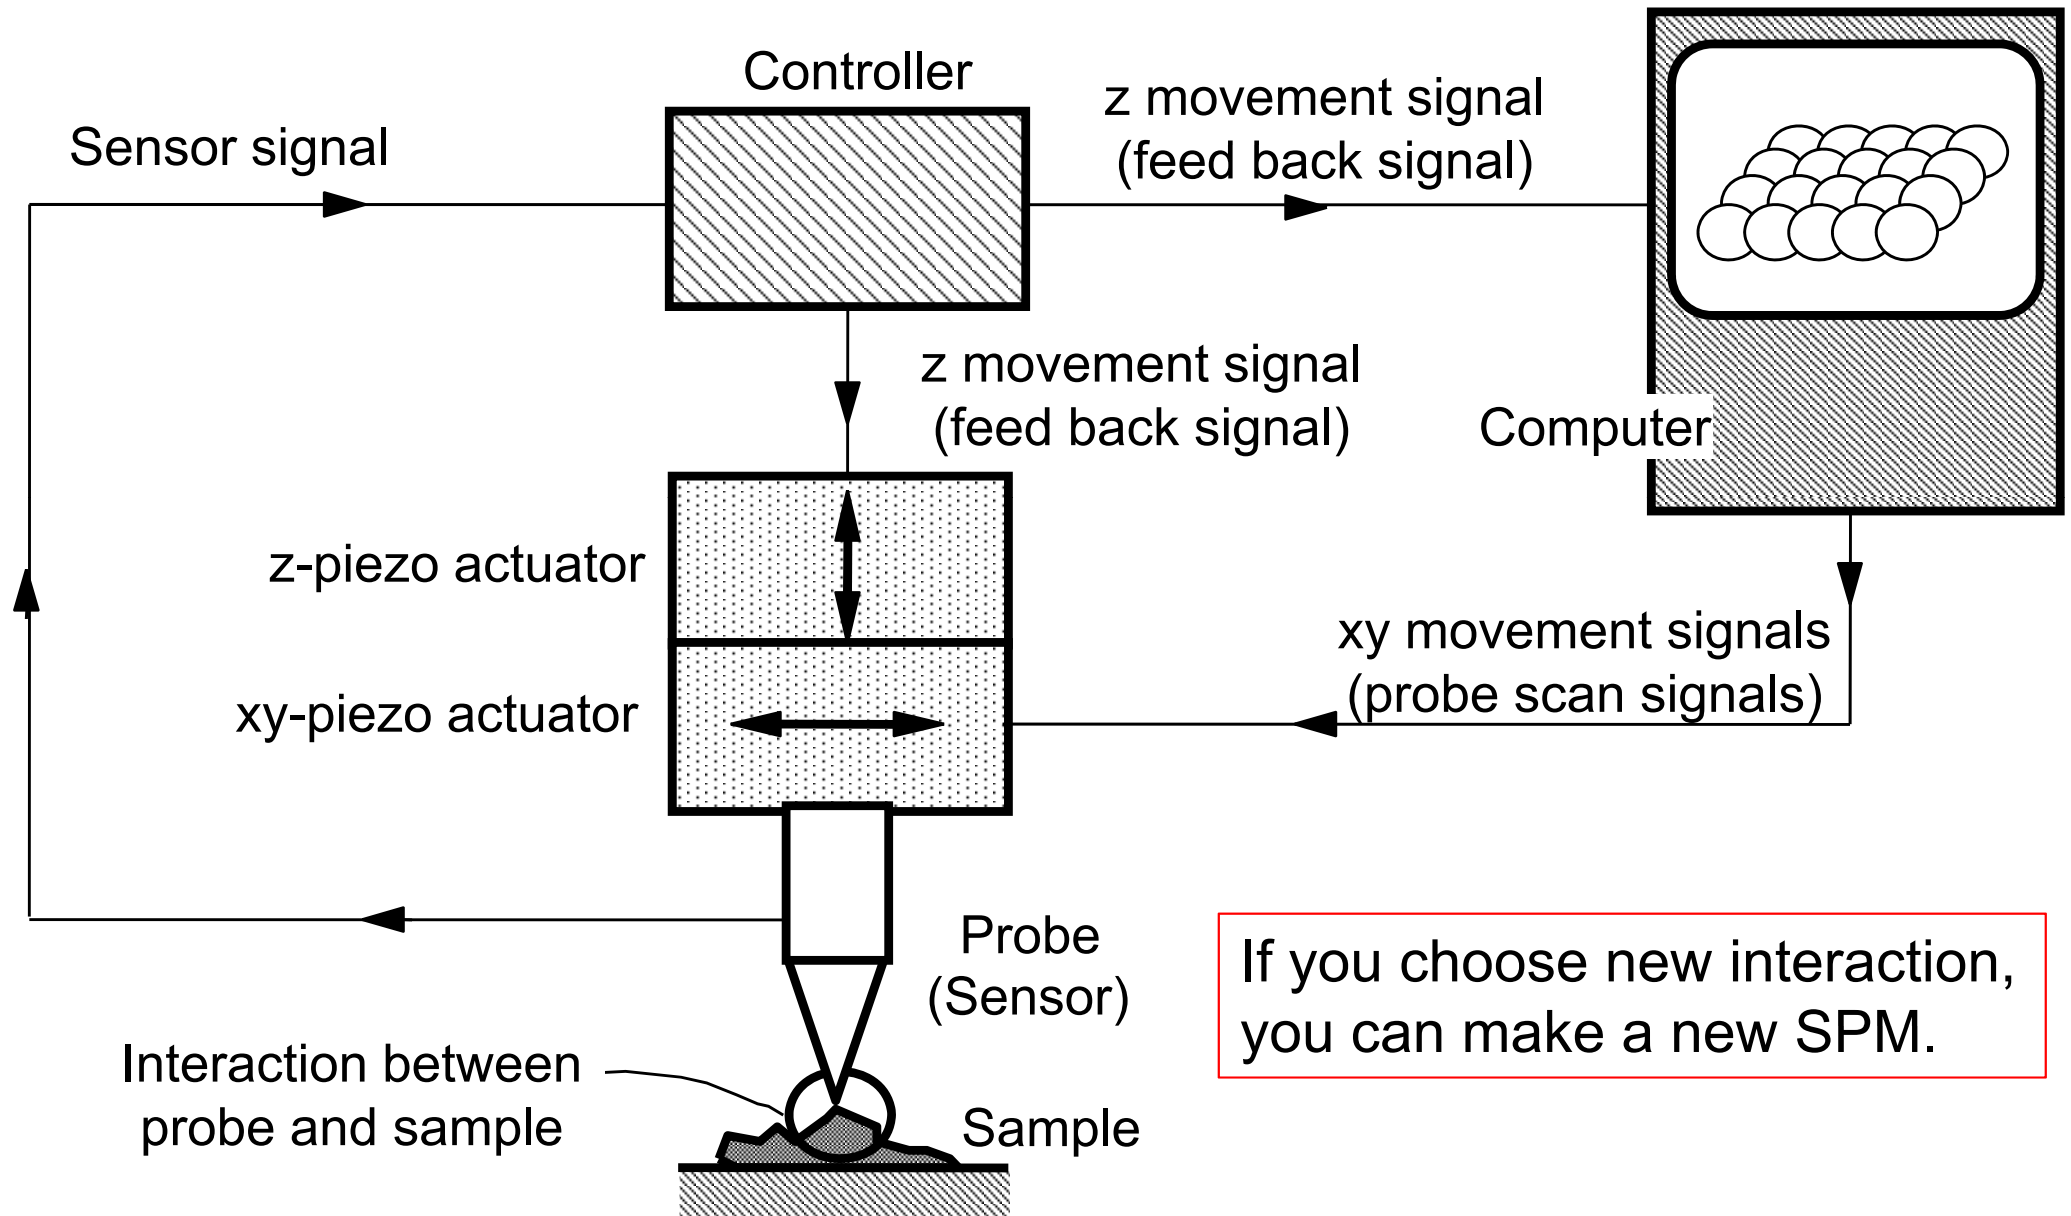 Controller
z movement signal
(feed back signal)
Sensor signal
z movement signal
(feed back signal)
Computer
z-piezo actuator
xy movement signals
(probe scan signals)
xy-piezo actuator
Probe
(Sensor)
If you choose new interaction,
you can make a new SPM.
Interaction between
probe and sample
Sample